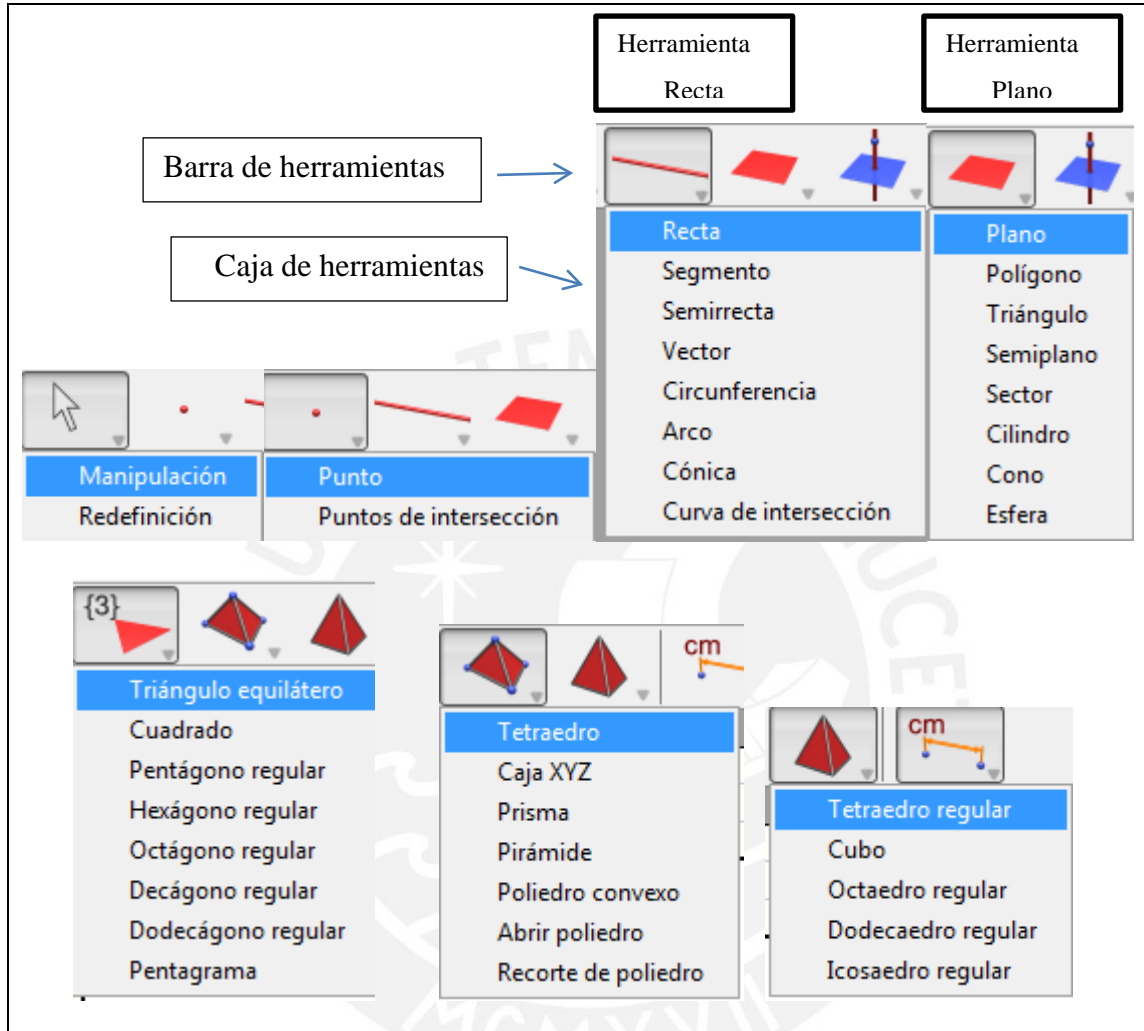 Herramienta
Recta
Herramienta
Plano
Barra de herramientas
Caja de herramientas
Recta
Segmento
Semirrecta
Vector
Circunferencia
Arco
Cónica
Curva de intersección
Plano
Polígono
Triángulo
Semiplano
Sector
Cilindro
Cono
Esfera
Manipulación
Redefinición
Punto
Puntos de intersección
{3}
Triángulo equilátero
Cuadrado
Pentágono regular
Hexágono regular
Octágono regular
Decágono regular
Dodecágono regular
Pentagrama
cm
Tetraedro
Caja XYZ
Prisma
Pirámide
Poliedro convexo
Abrir poliedro
Recorte de poliedro
cm
Tetraedro regular
Cubo
Octaedro regular
Dodecaedro regular
Icosaedro regular